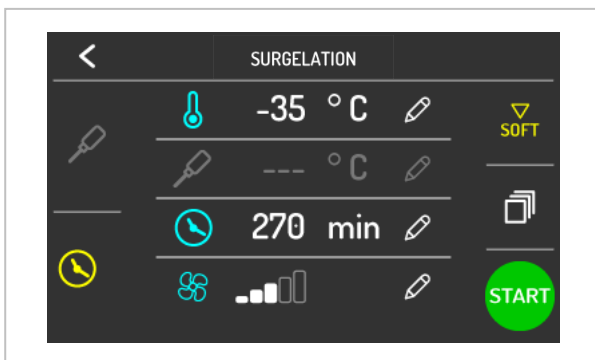 SURGELATION
-35 °C
SOFT
--- °C
270 min
START